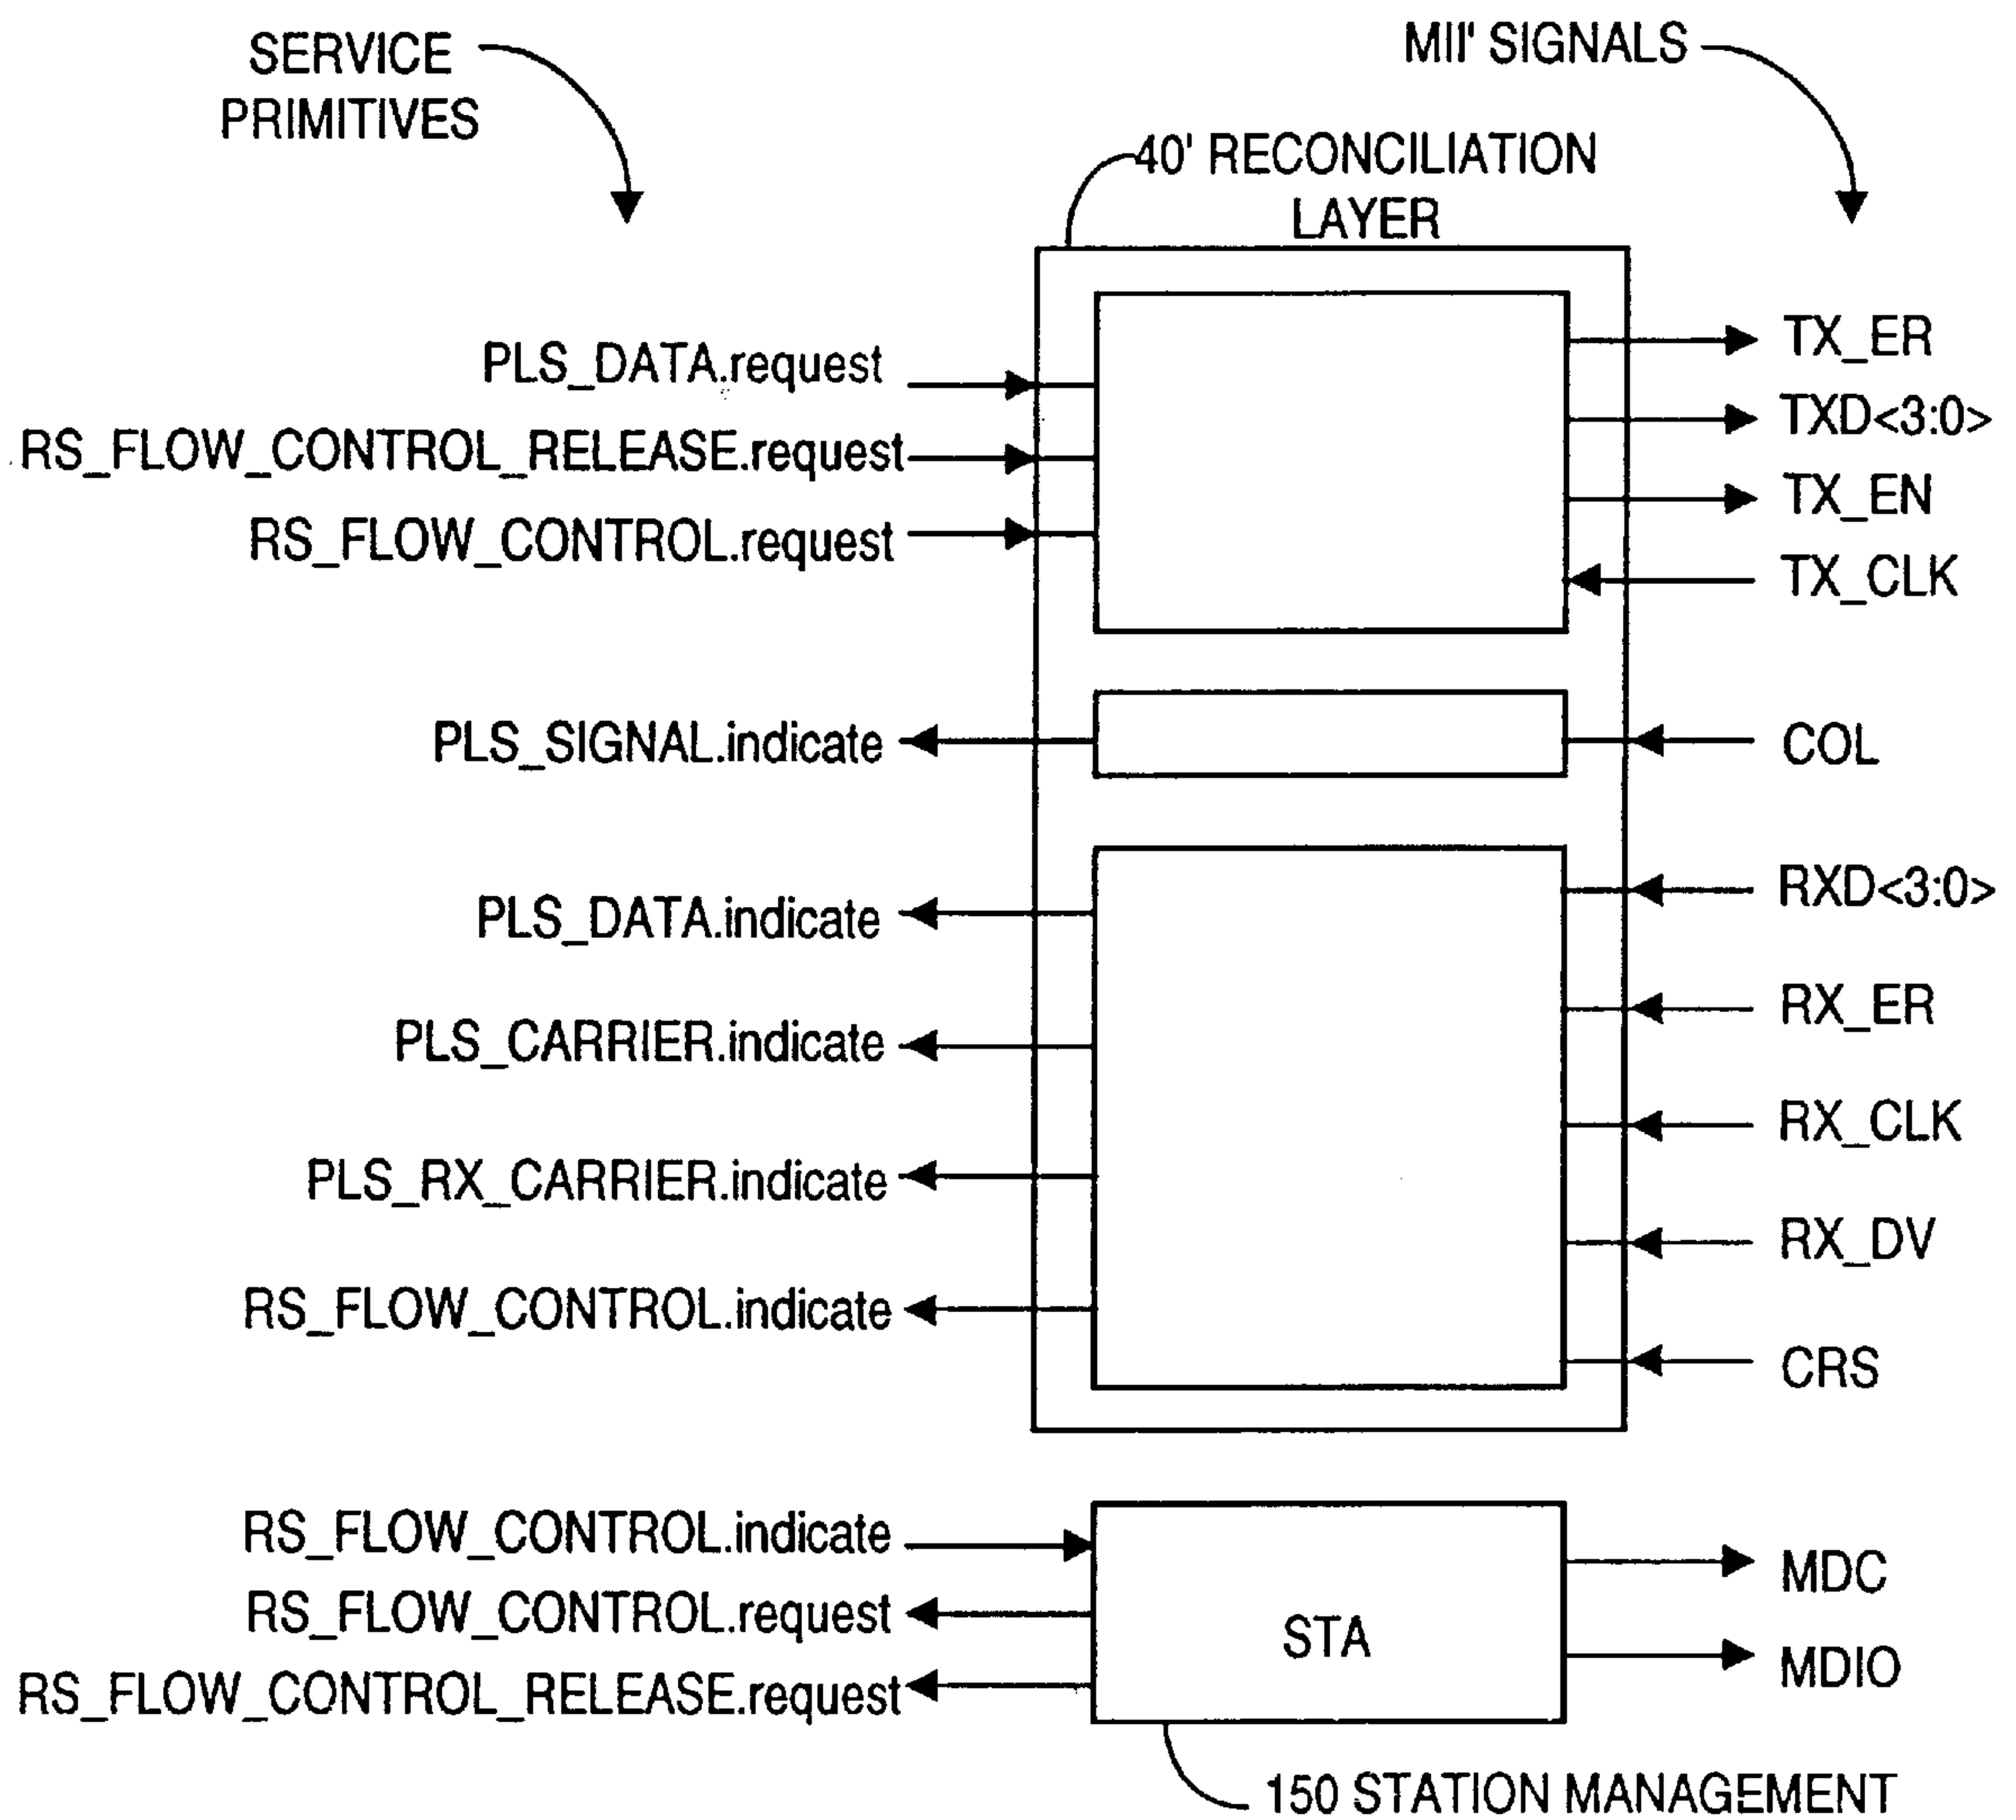 SERVICE
PRIMITIVES
MII' SIGNALS
40' RECONCILIATION
LAYER
PLS_DATA.request
RS_FLOW_CONTROL_RELEASE.request
RS_FLOW_CONTROL.request
TX_ER
TXD<3:0>
TX_EN
TX_CLK
PLS_SIGNAL.indicate
COL
PLS_DATA.indicate
PLS_CARRIER.indicate
PLS_RX_CARRIER.indicate
RS_FLOW_CONTROL.indicate
RXD<3:0>
RX_ER
RX_CLK
RX_DV
CRS
RS_FLOW_CONTROL.indicate
RS_FLOW_CONTROL.request
RS_FLOW_CONTROL_RELEASE.request
STA
MDC
MDIO
150 STATION MANAGEMENT